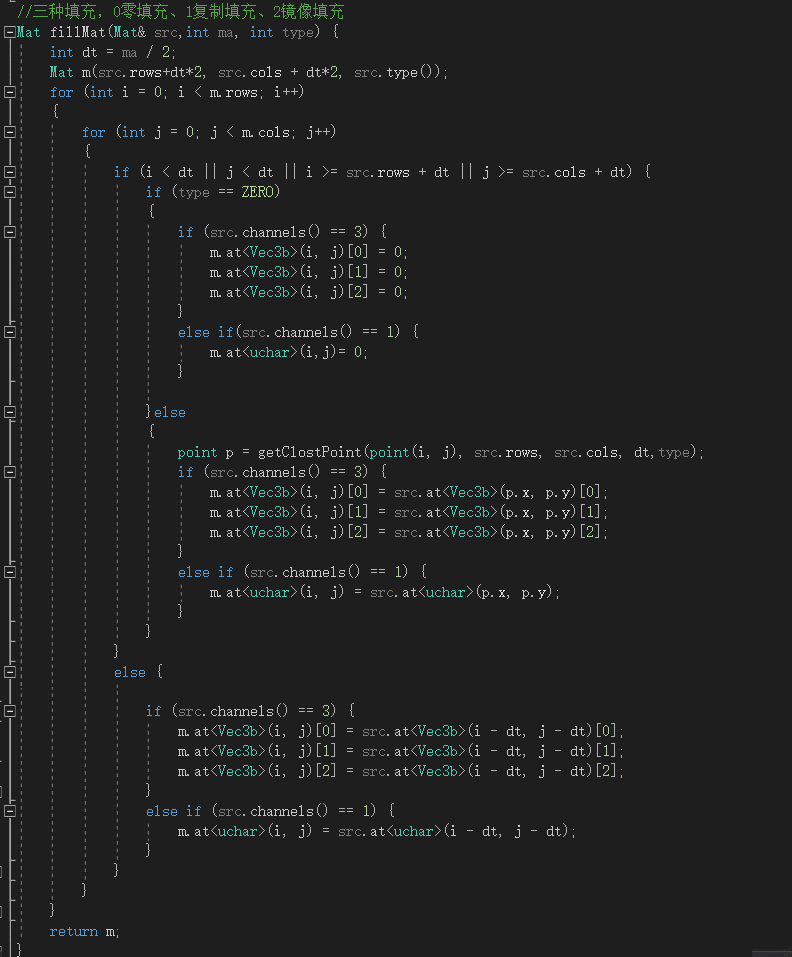 //三种填充，0零填充、1复制填充、2镜像填充
Mat fillMat(Mat& src,int ma, int type) {
int dt = ma / 2;
Mat m(src.rows+dt*2, src.cols + dt*2, src.type());
for (int i = 0; i < m.rows; i++)
{
for (int j = 0; j < m.cols; j++)
{
if (i < dt || j < dt || i >= src.rows + dt || j >= src.cols + dt) {
if (type == ZERO)
{
if (src.channels() == 3) {
m.at<Vec3b>(i, j)[0] = 0;
m.at<Vec3b>(i, j)[1] = 0;
m.at<Vec3b>(i, j)[2] = 0;
}
else if(src.channels() == 1) {
m.at<uchar>(i,j)= 0;
}
}else
{
point p = getClostPoint(point(i, j), src.rows, src.cols, dt,type);
if (src.channels() == 3) {
m.at<Vec3b>(i, j)[0] = src.at<Vec3b>(p.x, p.y)[0];
m.at<Vec3b>(i, j)[1] = src.at<Vec3b>(p.x, p.y)[1];
m.at<Vec3b>(i, j)[2] = src.at<Vec3b>(p.x, p.y)[2];
}
else if (src.channels() == 1) {
m.at<uchar>(i, j) = src.at<uchar>(p.x, p.y);
}
}
}
else {
if (src.channels() == 3) {
m.at<Vec3b>(i, j)[0] = src.at<Vec3b>(i - dt, j - dt)[0];
m.at<Vec3b>(i, j)[1] = src.at<Vec3b>(i - dt, j - dt)[1];
m.at<Vec3b>(i, j)[2] = src.at<Vec3b>(i - dt, j - dt)[2];
}
else if (src.channels() == 1) {
m.at<uchar>(i, j) = src.at<uchar>(i - dt, j - dt);
}
}
}
}
return m;
}